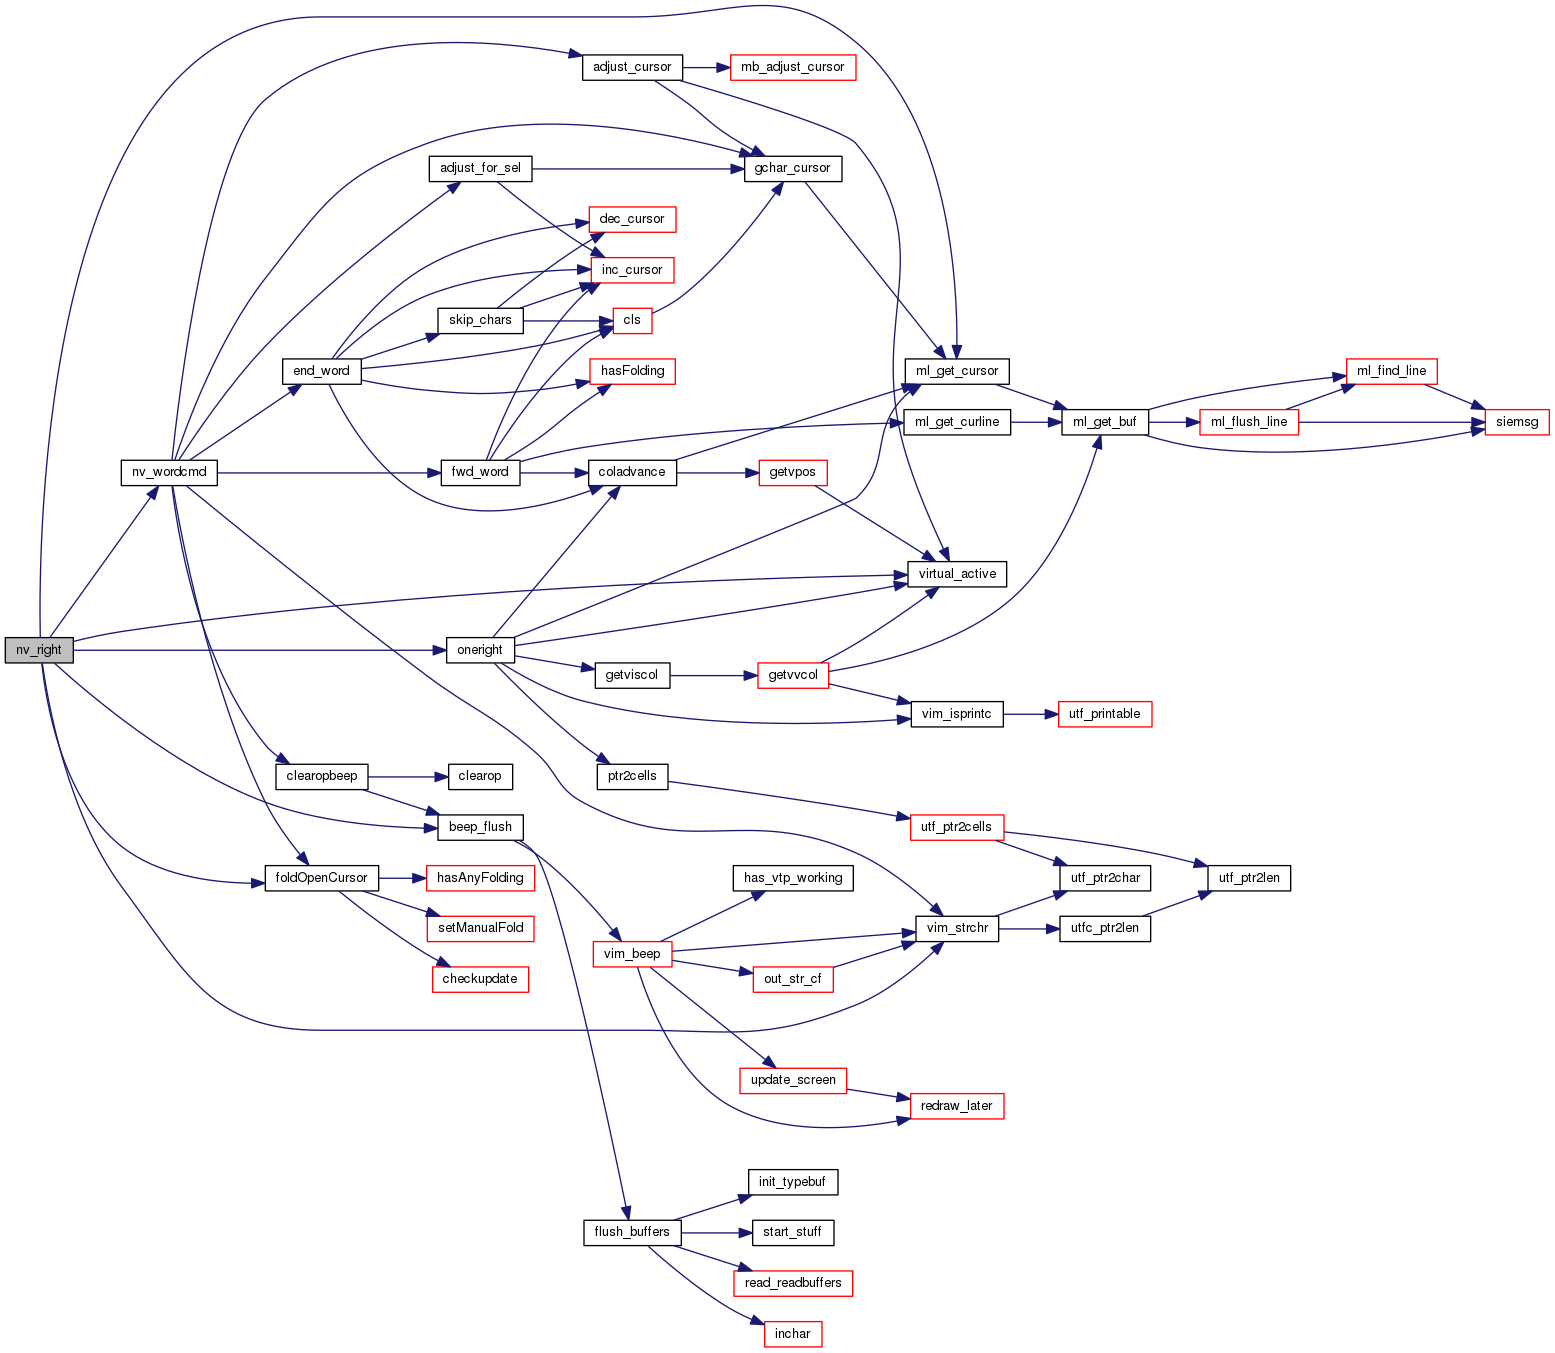 adjust_cursor
mb_adjust_cursor
adjust_for_sel
gchar_cursor
dec_cursor
inc_cursor
skip_chars
cls
end_word
hasFolding
ml_get_cursor
ml_find_line
ml_get_curline
ml_get_buf
ml_flush_line
siemsg
nv_wordcmd
fwd_word
coladvance
getvpos
virtual_active
nv_right
oneright
getviscol
getvvcol
vim_isprintc
utf_printable
clearopbeep
clearop
ptr2cells
beep_flush
utf_ptr2cells
foldOpenCursor
hasAnyFolding
has_vtp_working
utf_ptr2char
utf_ptr2len
setManualFold
vim_strchr
utfc_ptr2len
vim_beep
checkupdate
out_str_cf
update_screen
redraw_later
init_typebuf
flush_buffers
start_stuff
read_readbuffers
inchar